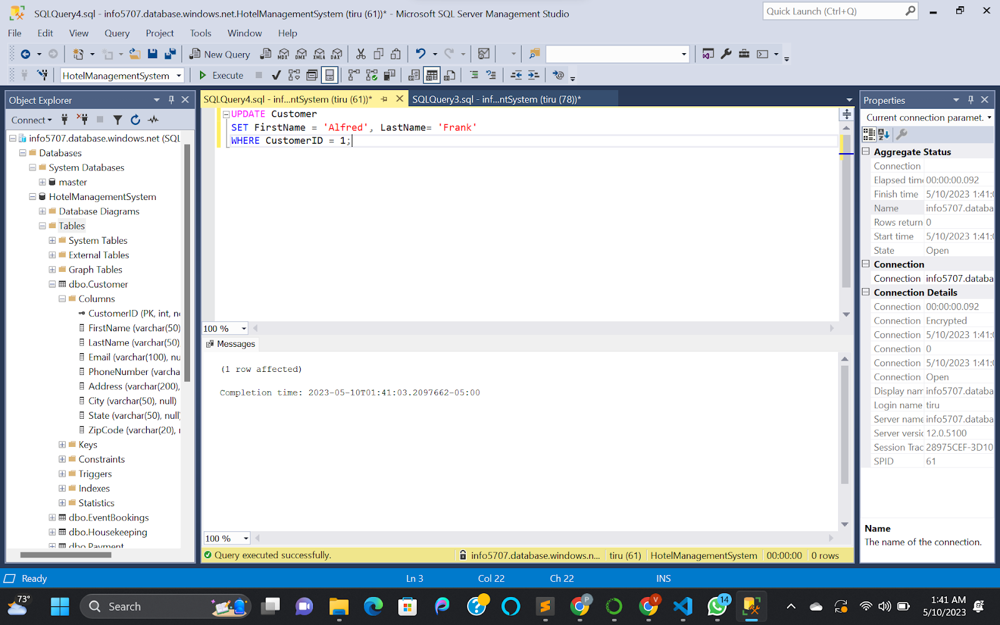 SQLQuery4.sql - info5707.database.windows.net.HotelManagementSystem (tiru (61))* - Microsoft SQL Server Management Studio
Quick Launch (Ctrl+Q)
File Edit View Query Project Tools Window Help
New Query MDX DMX XMLA DAX
HotelManagementSystem Execute
Object Explorer
Connect
info5707.database.windows.net (SQL
Databases
System Databases
master
HotelManagementSystem
Database Diagrams
Tables
System Tables
External Tables
Graph Tables
dbo.Customer
Columns
CustomerID (PK, int, n
FirstName (varchar(50)
LastName (varchar(50),
Email (varchar(100), nu
PhoneNumber (varcha
Address (varchar(200),
City (varchar(50), null)
State (varchar(50), null
ZipCode (varchar(20),
Keys
Constraints
Triggers
Indexes
Statistics
dbo.EventBookings
dbo.Housekeeping
dbo.Payment
SQLQuery4.sql - inf...ntSystem (tiru (61))*
SQLQuery3.sql - inf...ntSystem (tiru (78))*
UPDATE Customer
SET FirstName = 'Alfred', LastName= 'Frank'
WHERE CustomerID = 1;
100 %
Messages
(1 row affected)
Completion time: 2023-05-10T01:41:03.2097662-05:00
100 %
Query executed successfully.
info5707.database.windows.n... tiru (61) HotelManagementSystem 00:00:00 0 rows
Properties
Current connection paramet.
Aggregate Status
Connection
Elapsed tim 00:00:00.092
Finish time 5/10/2023 1:41:
Name info5707.databa
Rows return 0
Start time 5/10/2023 1:41:
State Open
Connection
Connection info5707.databa
Connection Details
Connection 00:00:00.092
Connection Encrypted
Connection 5/10/2023 1:41:
Connection 0
Connection 5/10/2023 1:41:
Connection Open
Display nam info5707.databa
Login name tiru
Server name info5707.databa
Server versic 12.0.5100
Session Trac 28975CEF-3D10
SPID 61
Name
The name of the connection.
Ready Ln 3 Col 22 Ch 22 INS
73°
Search
P
V
14
1:41 AM
5/10/2023